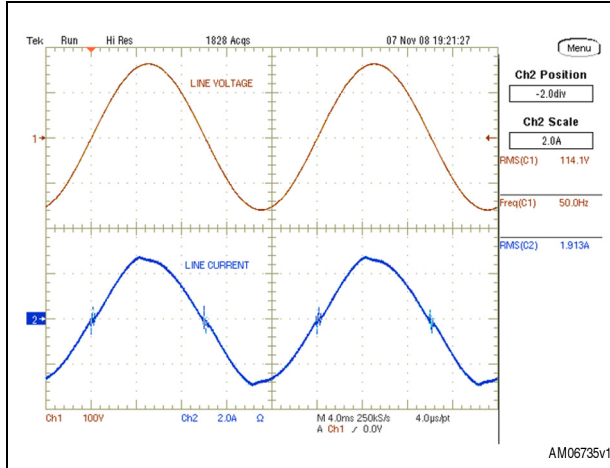 Tek Run Hi Res 1828 Acqs 07 Nov 08 19:21:27
Menu
Ch2 Position
-2.0div
Ch2 Scale
2.0A
LINE VOLTAGE
1
RMS(C1) 114.1V
Freq(C1) 50.0Hz
RMS(C2) 1.913A
LINE CURRENT
2
Ch1 100V Ch2 2.0A Ω M 4.0ms 250kS/s 4.0µs/pt
A Ch1 ∕ 0.0V
AM06735v1